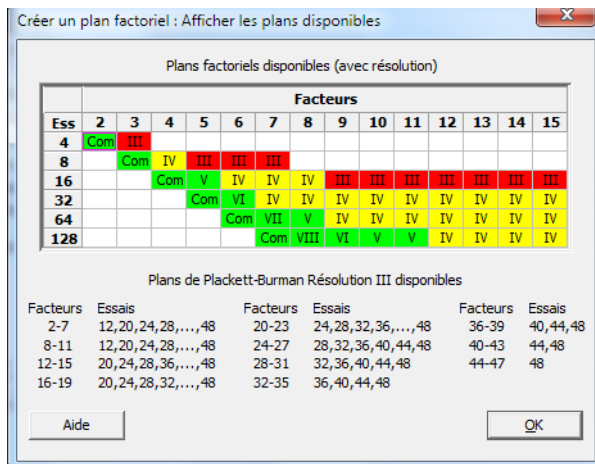 Créer un plan factoriel : Afficher les plans disponibles
x
Plans factoriels disponibles (avec résolution)
Facteurs
Ess 2 3 4 5 6 7 8 9 10 11 12 13 14 15
4 Com III
8 Com IV III III III
16 Com V IV IV IV III III III III III III III
32 Com VI IV IV IV IV IV IV IV IV IV
64 Com VII V IV IV IV IV IV IV IV
128 Com VIII VI V V IV IV IV IV
Plans de Plackett-Burman Résolution III disponibles
Facteurs Essais Facteurs Essais Facteurs Essais
2-7 12,20,24,28,...,48 20-23 24,28,32,36,...,48 36-39 40,44,48
8-11 12,20,24,28,...,48 24-27 28,32,36,40,44,48 40-43 44,48
12-15 20,24,28,36,...,48 28-31 32,36,40,44,48 44-47 48
16-19 20,24,28,32,...,48 32-35 36,40,44,48
Aide OK